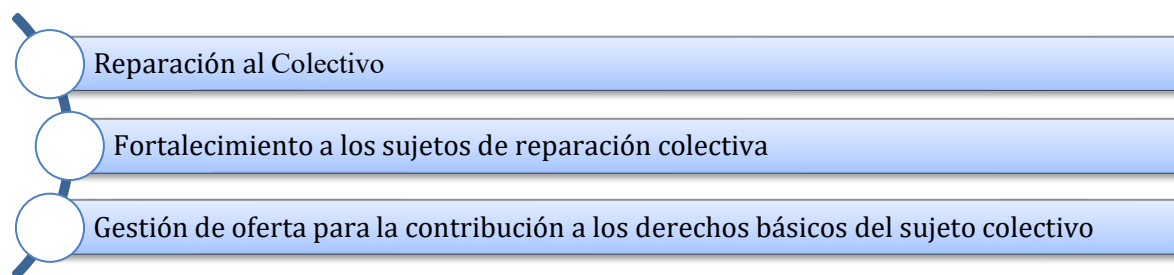 Reparación al Colectivo
Fortalecimiento a los sujetos de reparación colectiva
Gestión de oferta para la contribución a los derechos básicos del sujeto colectivo